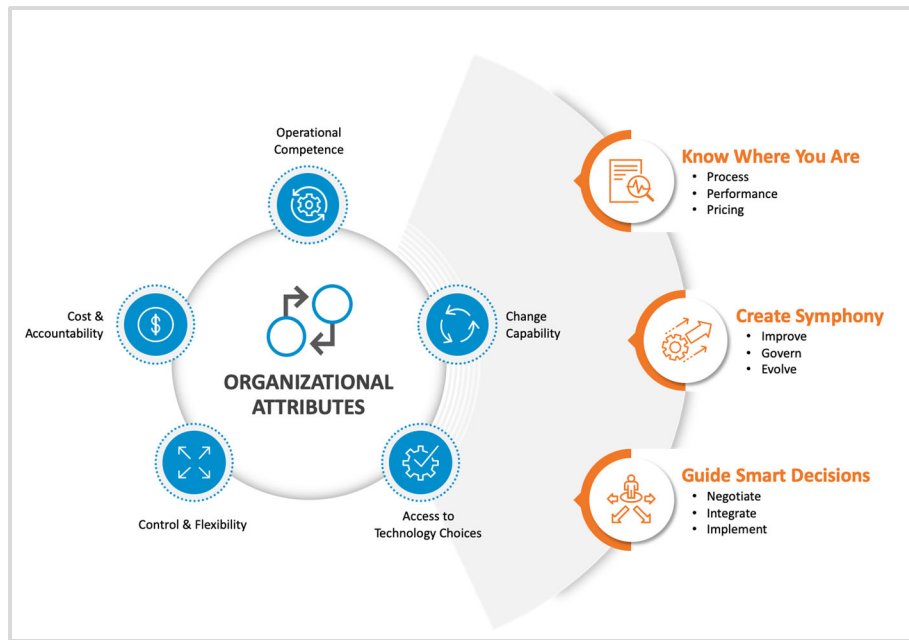 Operational
Competence
Cost &
Accountability
$
ORGANIZATIONAL
ATTRIBUTES
Change
Capability
Control & Flexibility
Access to
Technology Choices
Know Where You Are
• Process
• Performance
• Pricing
Create Symphony
• Improve
• Govern
• Evolve
Guide Smart Decisions
• Negotiate
• Integrate
• Implement